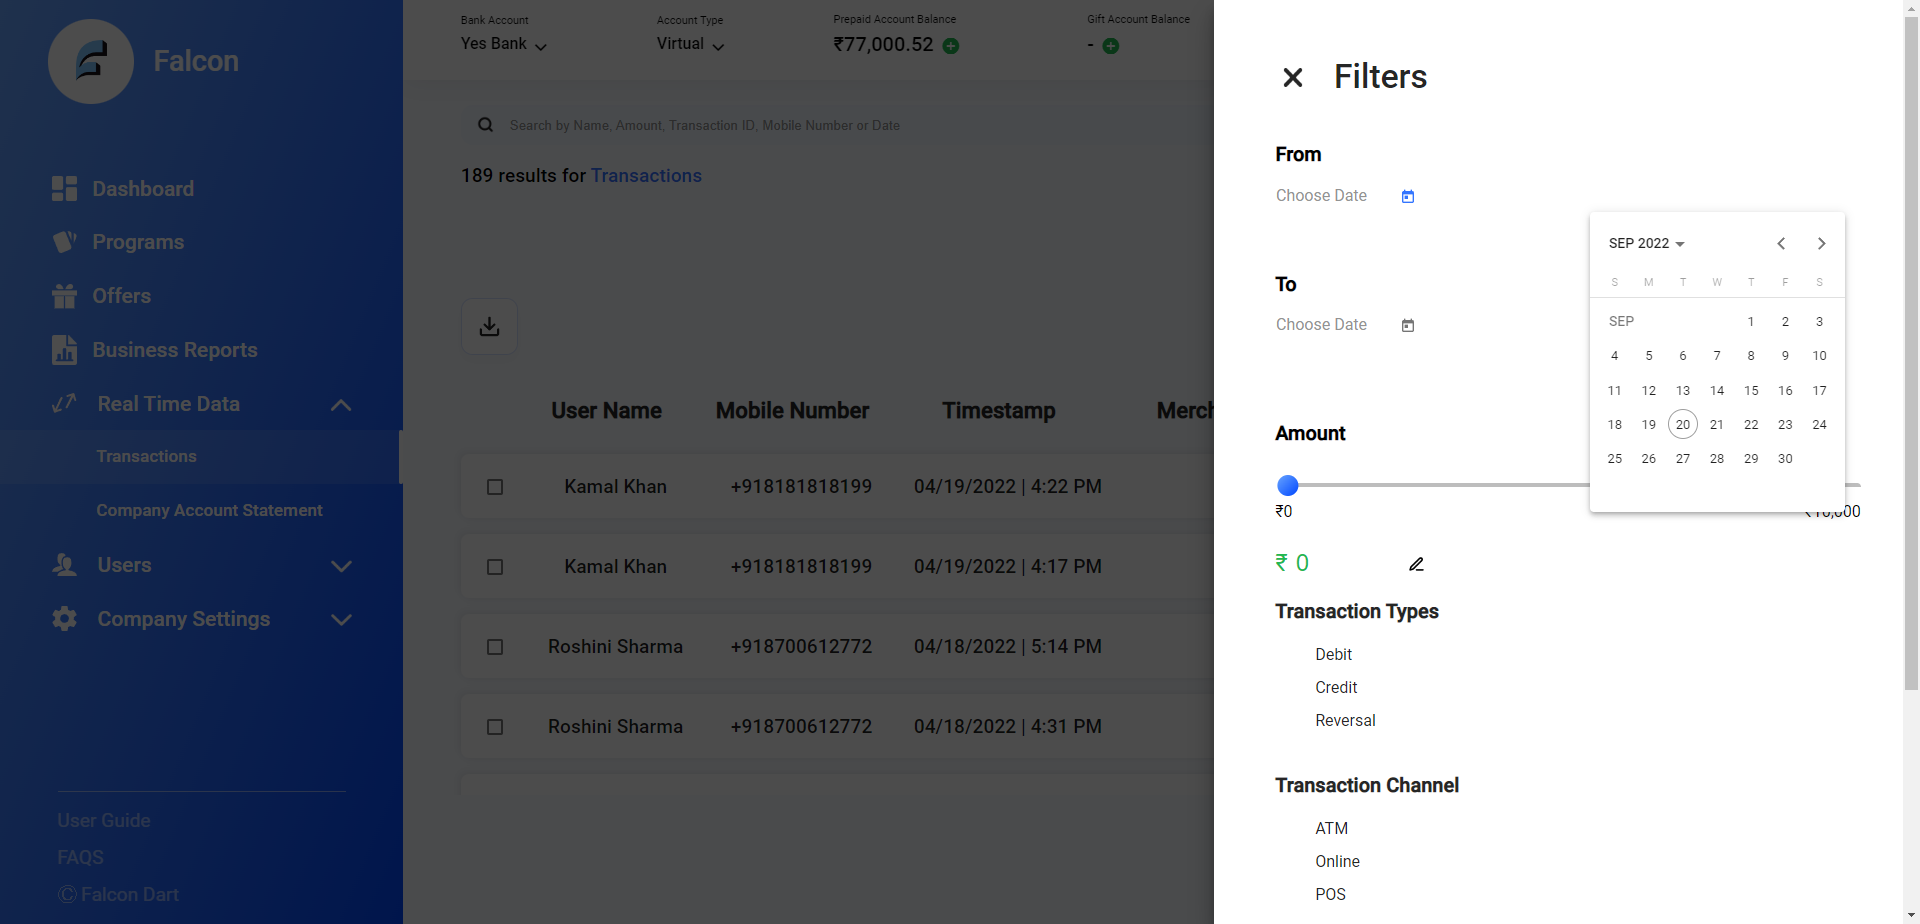 Falcon
Dashboard
Programs
Offers
Business Reports
Real Time Data
Transactions
Company Account Statement
Users
Company Settings
User Guide
FAQS
© Falcon Dart
Bank Account
Yes Bank
Account Type
Virtual
Prepaid Account Balance
₹77,000.52
Gift Account Balance
-
Search by Name, Amount, Transaction ID, Mobile Number or Date
189 results for Transactions
User Name Mobile Number Timestamp Merch
Kamal Khan +918181818199 04/19/2022 | 4:22 PM
Kamal Khan +918181818199 04/19/2022 | 4:17 PM
Roshini Sharma +918700612772 04/18/2022 | 5:14 PM
Roshini Sharma +918700612772 04/18/2022 | 4:31 PM
Filters
From
Choose Date
To
Choose Date
SEP 2022
S M T W T F S
SEP 1 2 3
4 5 6 7 8 9 10
11 12 13 14 15 16 17
18 19 20 21 22 23 24
25 26 27 28 29 30
Amount
₹0 ₹10,000
₹ 0
Transaction Types
Debit
Credit
Reversal
Transaction Channel
ATM
Online
POS